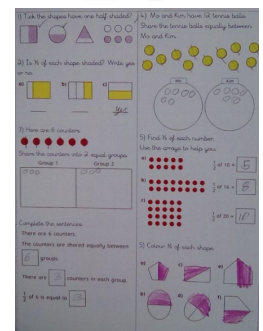 1) Tick the shapes have one half shaded?
2) Is ½ of each shape shaded? Write yes
or no.
a)
b)
c)
Yes
3) Here are 6 counters.
Share the counters into 2 equal groups.
Group 1
Group 2
Complete the sentences.
There are 6 counters.
The counters are shared equally between
6 groups.
There are 3 counters in each group.
½ of 6 is equal to 3
4) Mo and Kim have 12 tennis balls.
Share the tennis balls equally between
Mo and Kim.
Mo
Kim
5) Find ½ of each number.
Use the arrays to help you.
a)
½ of 10 = 5
b)
½ of 16 = 8
c)
½ of 20 = 10
5) Colour ½ of each shape.
a)
c)
e)
b)
d)
f)